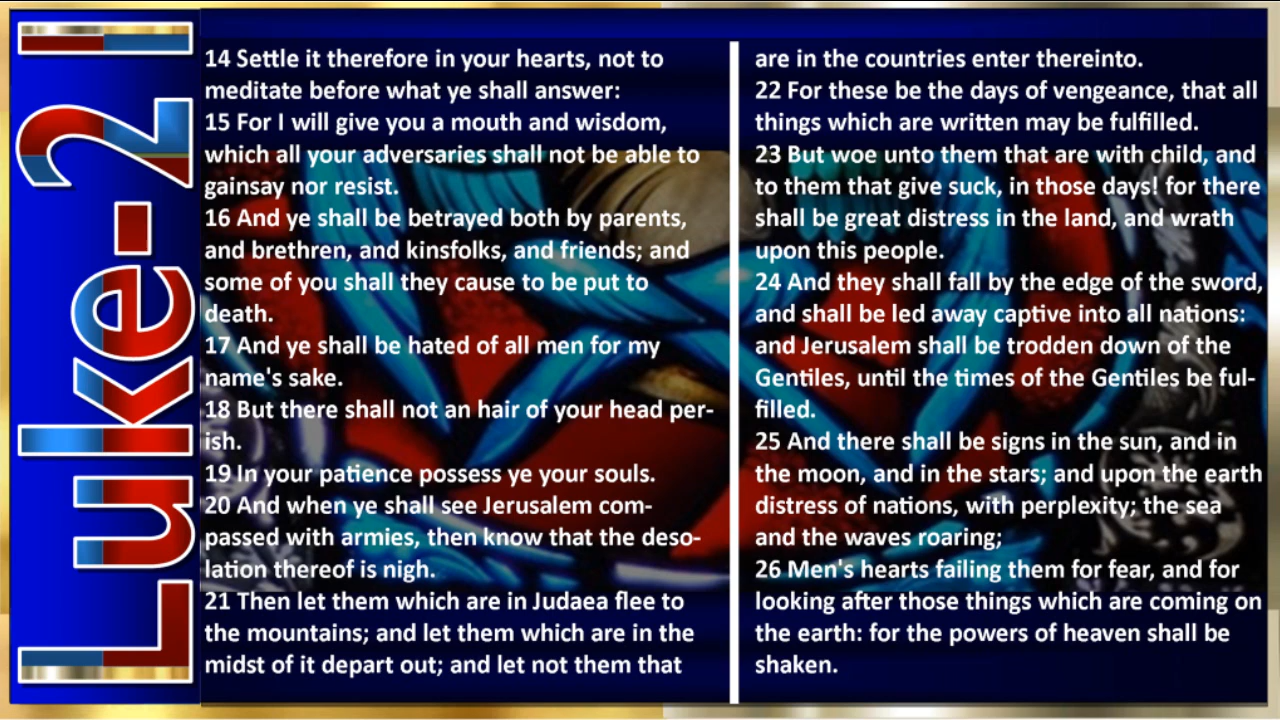 Luke-21
14 Settle it therefore in your hearts, not to
meditate before what ye shall answer:
15 For I will give you a mouth and wisdom,
which all your adversaries shall not be able to
gainsay nor resist.
16 And ye shall be betrayed both by parents,
and brethren, and kinsfolks, and friends; and
some of you shall they cause to be put to
death.
17 And ye shall be hated of all men for my
name's sake.
18 But there shall not an hair of your head per-
ish.
19 In your patience possess ye your souls.
20 And when ye shall see Jerusalem com-
passed with armies, then know that the deso-
lation thereof is nigh.
21 Then let them which are in Judaea flee to
the mountains; and let them which are in the
midst of it depart out; and let not them that
are in the countries enter thereinto.
22 For these be the days of vengeance, that all
things which are written may be fulfilled.
23 But woe unto them that are with child, and
to them that give suck, in those days! for there
shall be great distress in the land, and wrath
upon this people.
24 And they shall fall by the edge of the sword,
and shall be led away captive into all nations:
and Jerusalem shall be trodden down of the
Gentiles, until the times of the Gentiles be ful-
filled.
25 And there shall be signs in the sun, and in
the moon, and in the stars; and upon the earth
distress of nations, with perplexity; the sea
and the waves roaring;
26 Men's hearts failing them for fear, and for
looking after those things which are coming on
the earth: for the powers of heaven shall be
shaken.